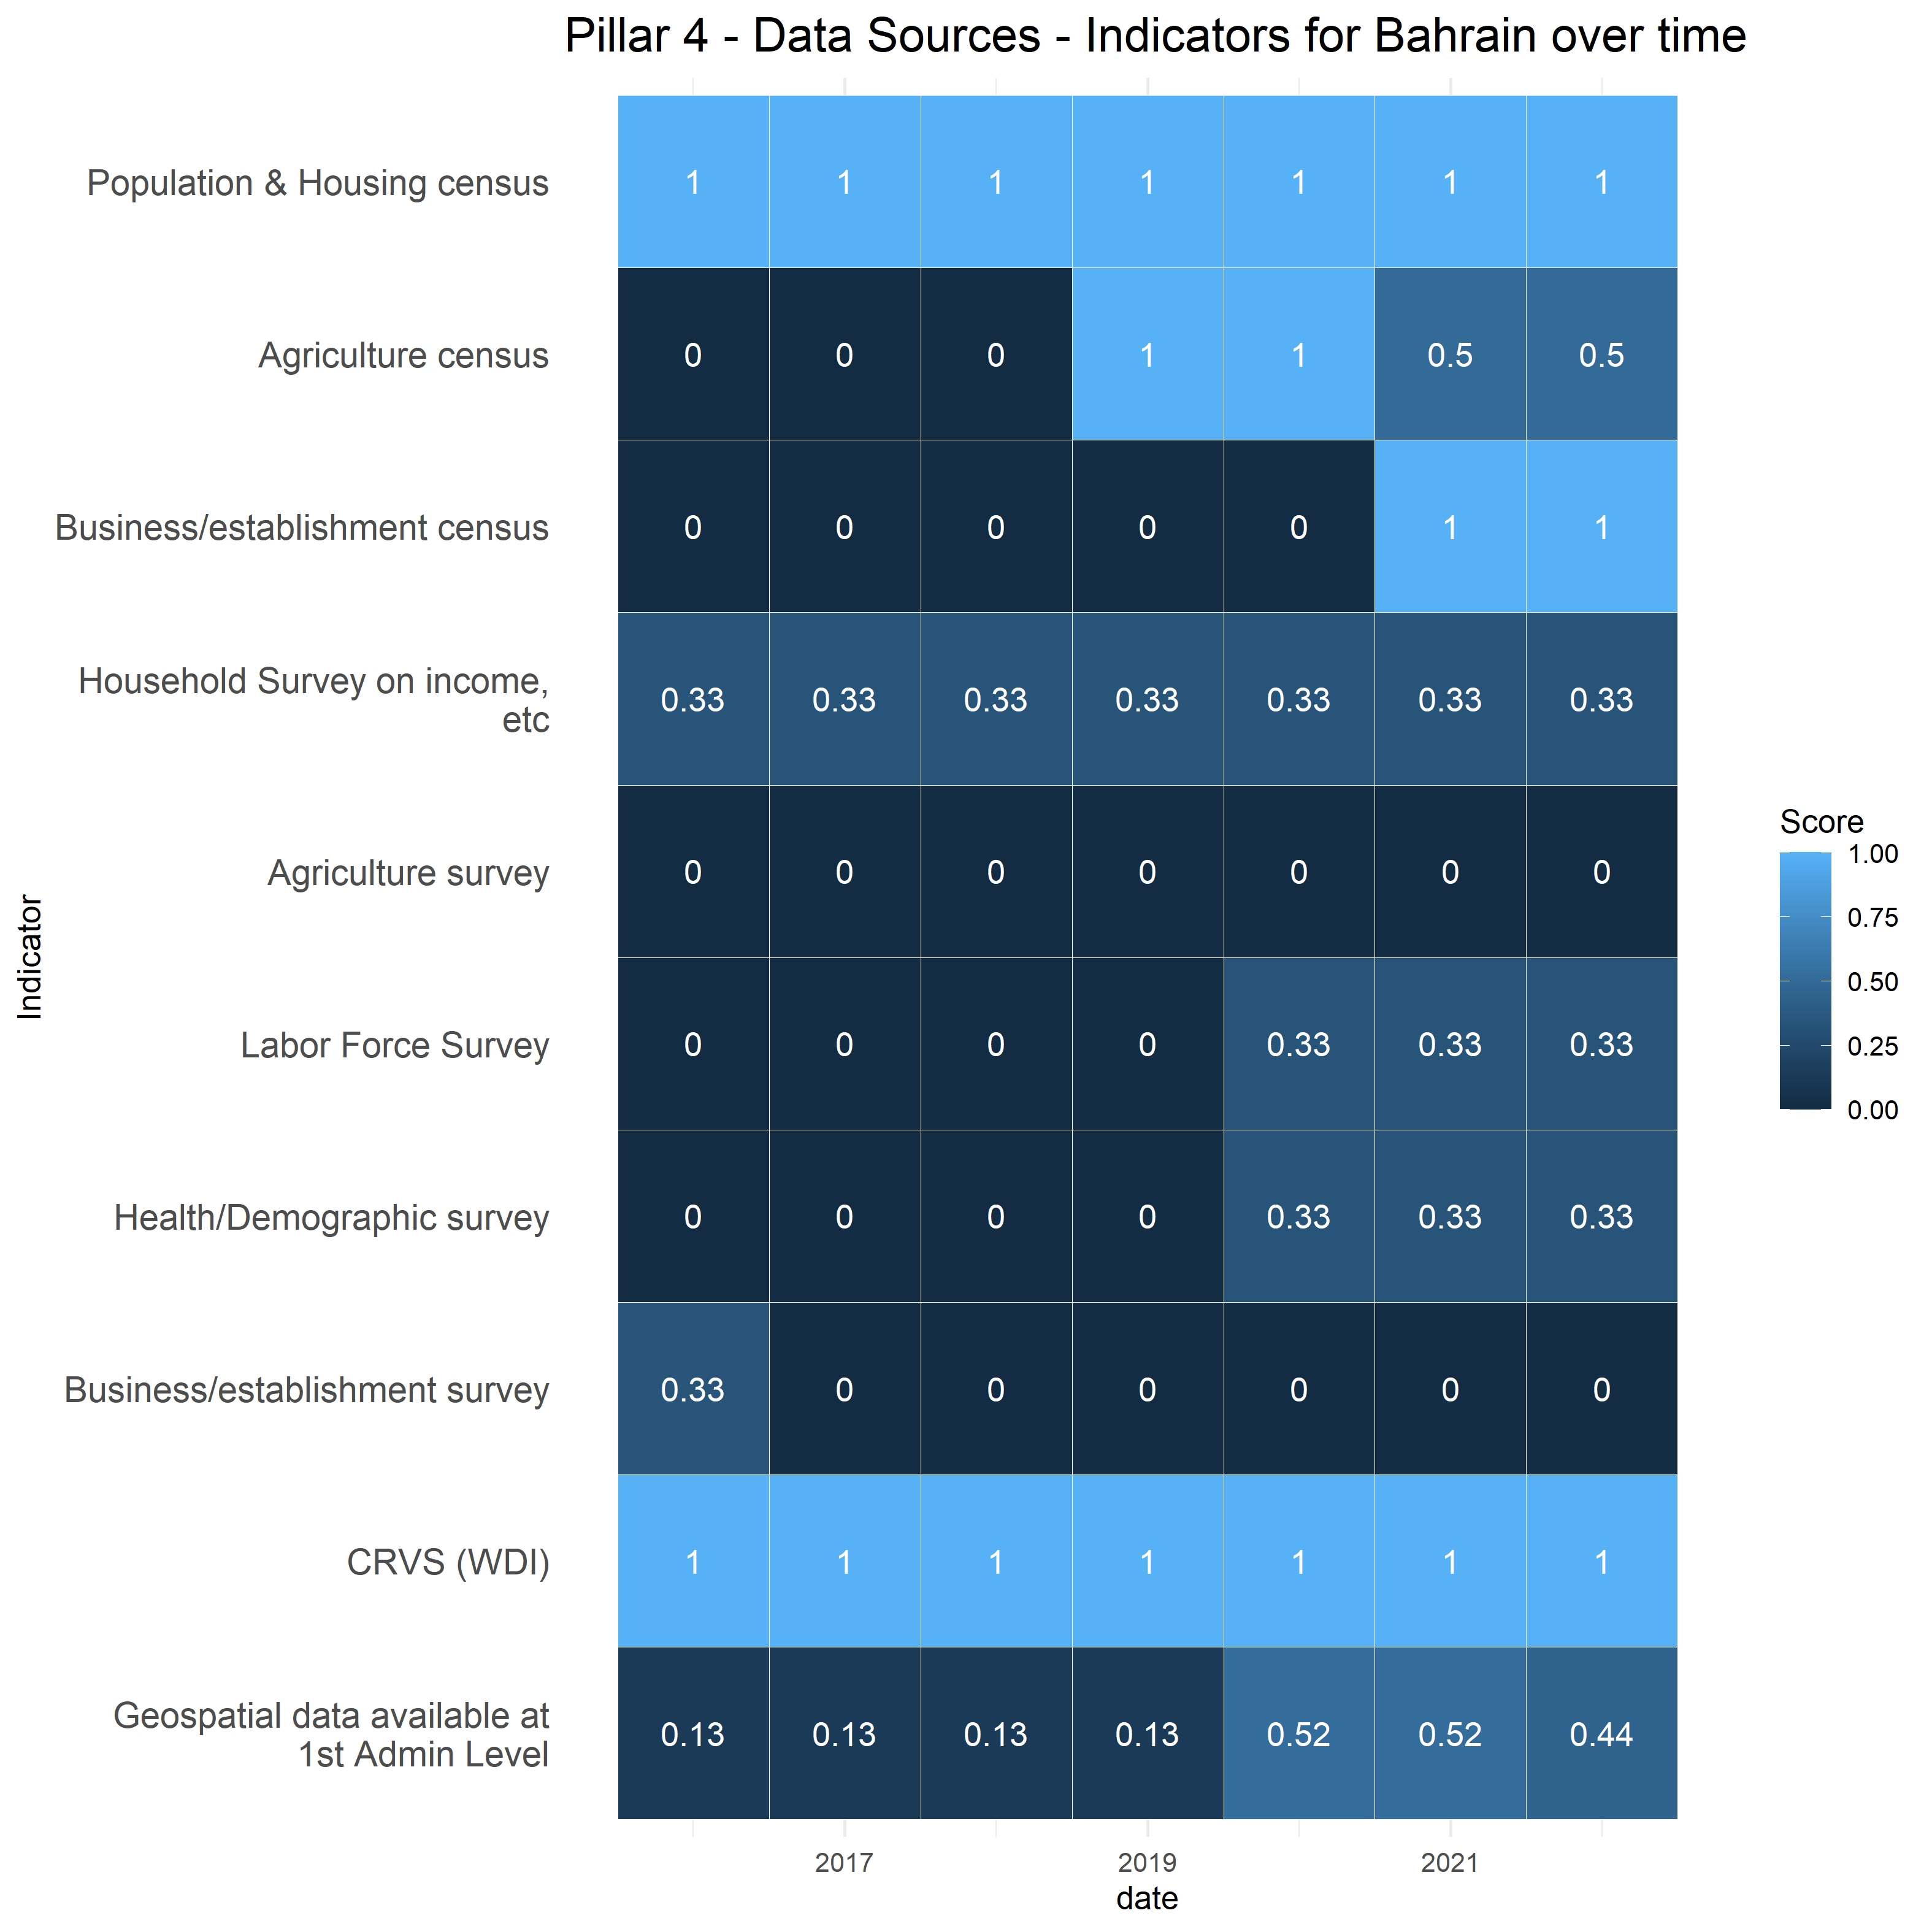 Pillar 4 - Data Sources - Indicators for Bahrain over time
Population & Housing census
1 1 1 1 1 1 1
Agriculture census
0 0 0 1 1 0.5 0.5
Business/establishment census
0 0 0 0 0 1 1
Household Survey on income,
etc
0.33 0.33 0.33 0.33 0.33 0.33 0.33
Agriculture survey
0 0 0 0 0 0 0
Labor Force Survey
0 0 0 0 0.33 0.33 0.33
Health/Demographic survey
0 0 0 0 0.33 0.33 0.33
Business/establishment survey
0.33 0 0 0 0 0 0
CRVS (WDI)
1 1 1 1 1 1 1
Geospatial data available at
1st Admin Level
0.13 0.13 0.13 0.13 0.52 0.52 0.44
2017 2019 2021
date
Indicator
Score
1.00
0.75
0.50
0.25
0.00